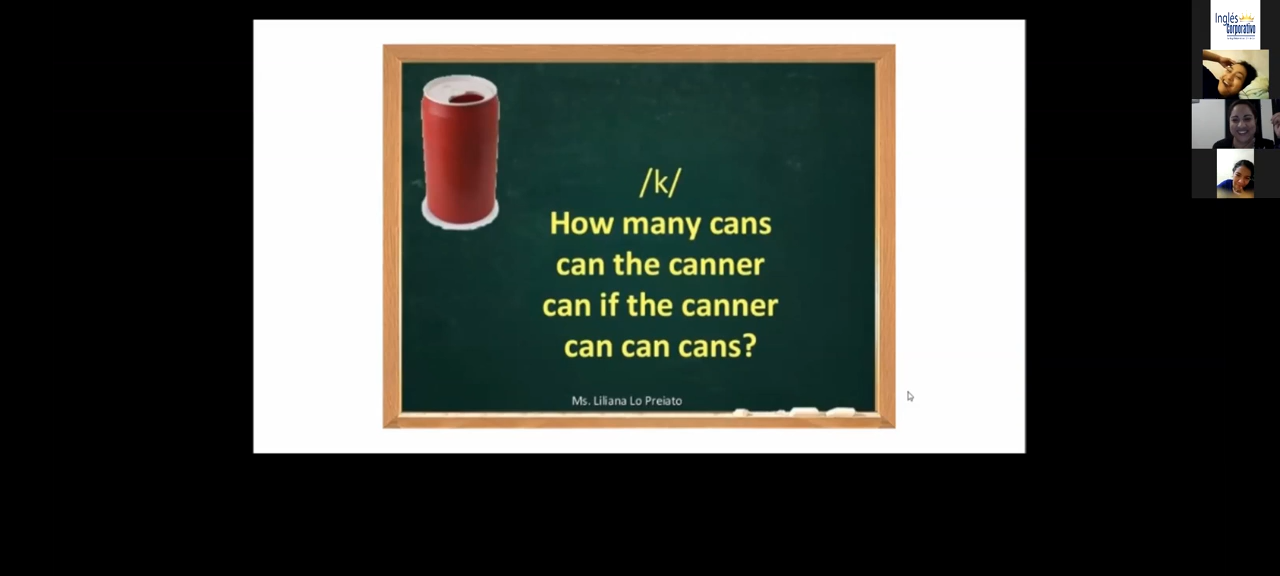 /k/
How many cans
can the canner
can if the canner
can can cans?
Ms. Liliana Lo Preiato
Inglés
Corporativo